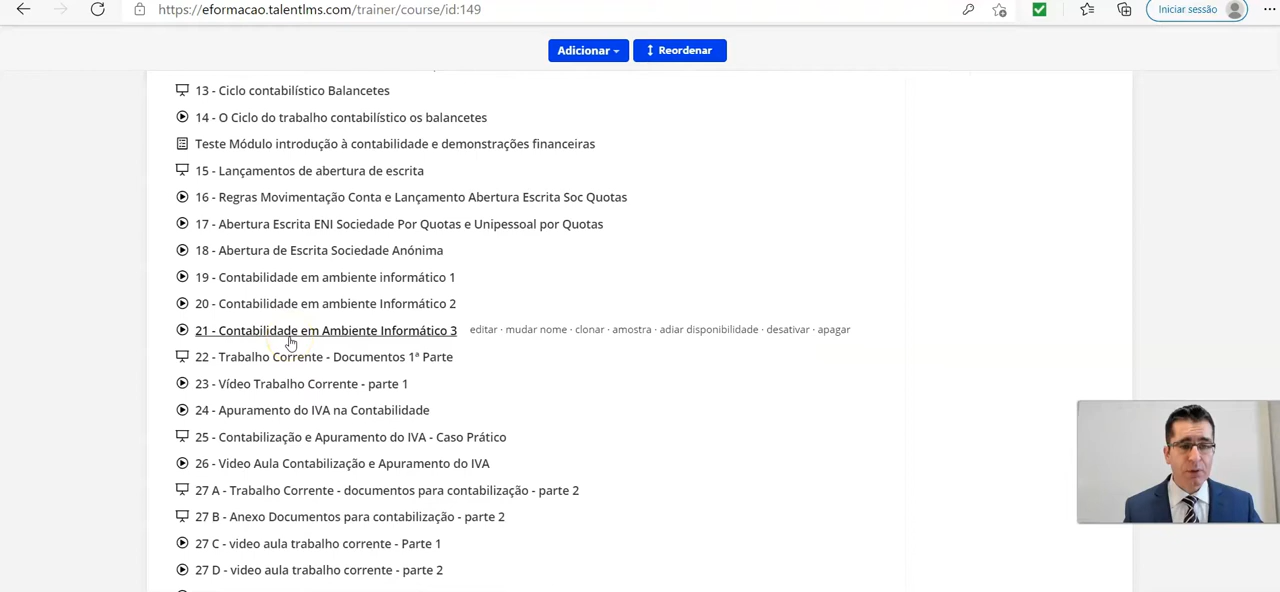 https://eformacao.talentlms.com/trainer/course/id:149
Iniciar sessão
Adicionar
Reordenar
13 - Ciclo contabilístico Balancetes
14 - O Ciclo do trabalho contabilístico os balancetes
Teste Módulo introdução à contabilidade e demonstrações financeiras
15 - Lançamentos de abertura de escrita
16 - Regras Movimentação Conta e Lançamento Abertura Escrita Soc Quotas
17 - Abertura Escrita ENI Sociedade Por Quotas e Unipessoal por Quotas
18 - Abertura de Escrita Sociedade Anónima
19 - Contabilidade em ambiente informático 1
20 - Contabilidade em ambiente Informático 2
21 - Contabilidade em Ambiente Informático 3 editar · mudar nome · clonar · amostra · adiar disponibilidade · desativar · apagar
22 - Trabalho Corrente - Documentos 1ª Parte
23 - Vídeo Trabalho Corrente - parte 1
24 - Apuramento do IVA na Contabilidade
25 - Contabilização e Apuramento do IVA - Caso Prático
26 - Video Aula Contabilização e Apuramento do IVA
27 A - Trabalho Corrente - documentos para contabilização - parte 2
27 B - Anexo Documentos para contabilização - parte 2
27 C - video aula trabalho corrente - Parte 1
27 D - video aula trabalho corrente - parte 2